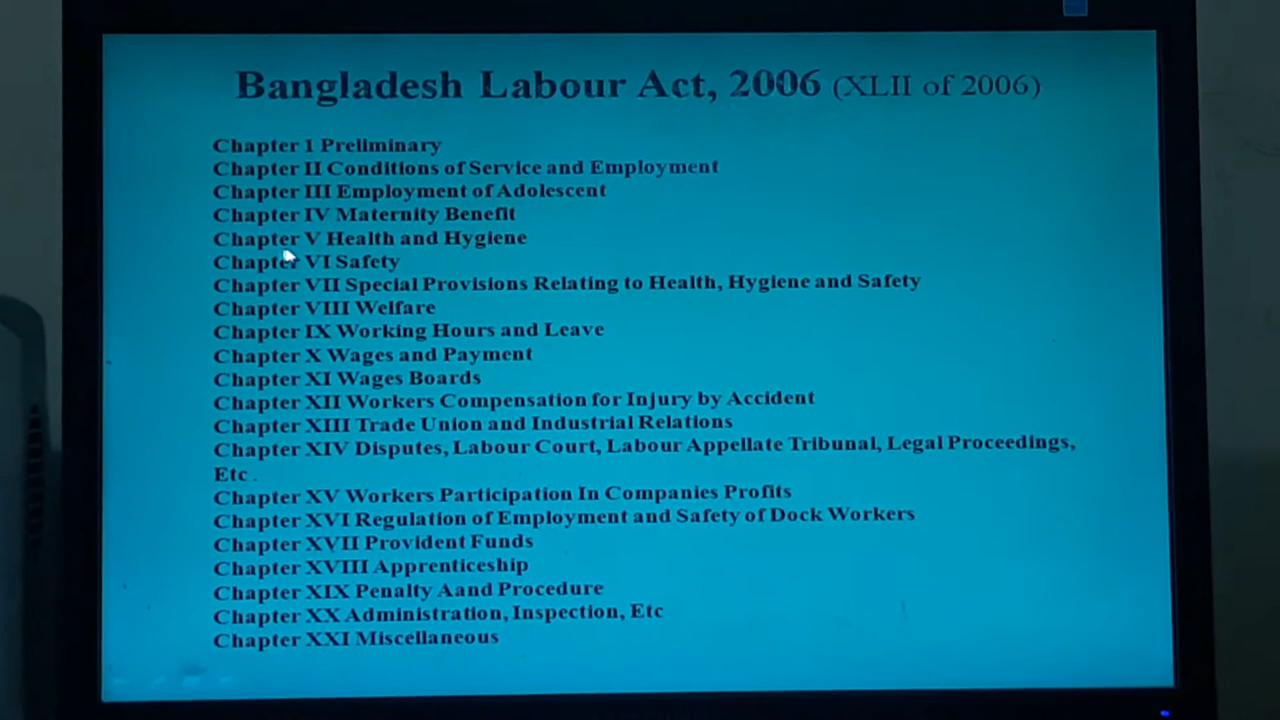 Bangladesh Labour Act, 2006 (XLII of 2006)
Chapter 1 Preliminary
Chapter II Conditions of Service and Employment
Chapter III Employment of Adolescent
Chapter IV Maternity Benefit
Chapter V Health and Hygiene
Chapter VI Safety
Chapter VII Special Provisions Relating to Health, Hygiene and Safety
Chapter VIII Welfare
Chapter IX Working Hours and Leave
Chapter X Wages and Payment
Chapter XI Wages Boards
Chapter XII Workers Compensation for Injury by Accident
Chapter XIII Trade Union and Industrial Relations
Chapter XIV Disputes, Labour Court, Labour Appellate Tribunal, Legal Proceedings,
Etc .
Chapter XV Workers Participation In Companies Profits
Chapter XVI Regulation of Employment and Safety of Dock Workers
Chapter XVII Provident Funds
Chapter XVIII Apprenticeship
Chapter XIX Penalty Aand Procedure
Chapter XX Administration, Inspection, Etc
Chapter XXI Miscellaneous